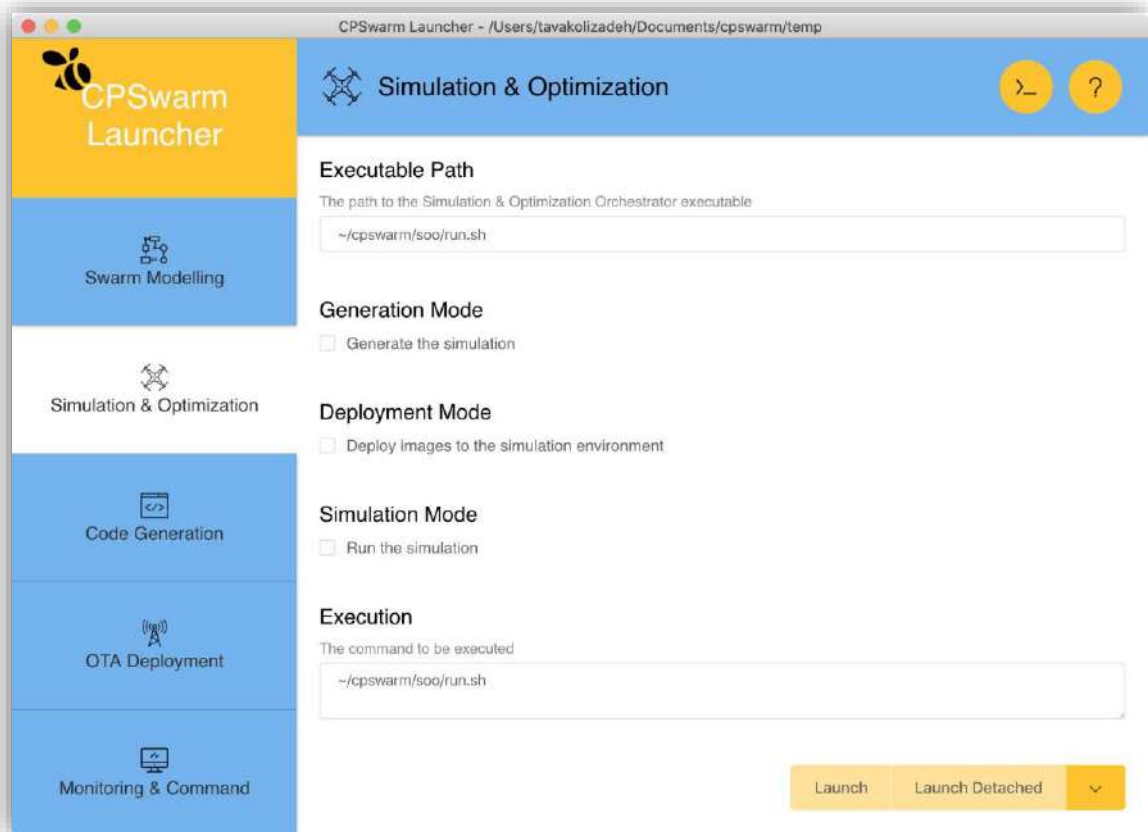 CPSwarm Launcher - /Users/tavakolizadeh/Documents/cpswarm/temp
CPSwarm
Launcher
Simulation & Optimization
>_
?
Swarm Modelling
Simulation & Optimization
Code Generation
OTA Deployment
Monitoring & Command
Executable Path
The path to the Simulation & Optimization Orchestrator executable
~/cpswarm/soo/run.sh
Generation Mode
Generate the simulation
Deployment Mode
Deploy images to the simulation environment
Simulation Mode
Run the simulation
Execution
The command to be executed
~/cpswarm/soo/run.sh
Launch
Launch Detached